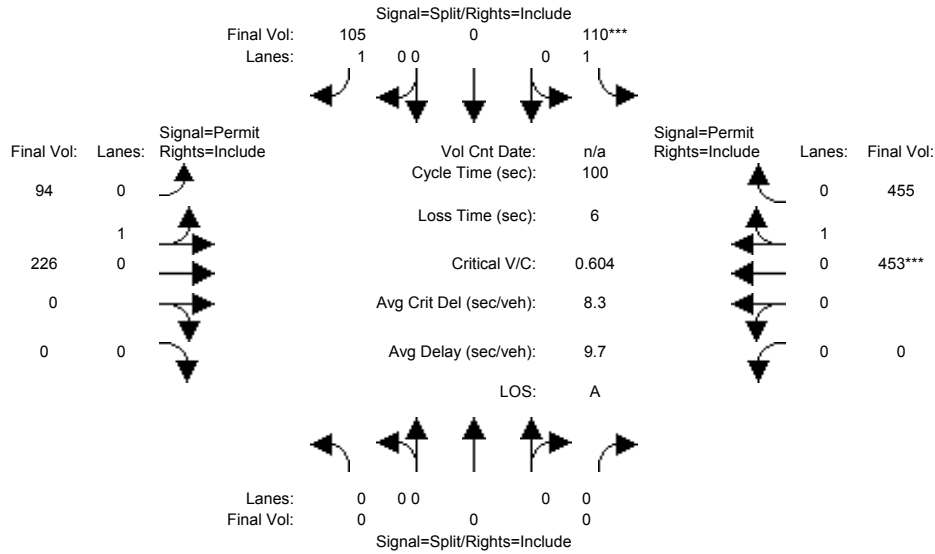 Signal=Split/Rights=Include
Final Vol: 105 0 110***
Lanes: 1 0 0 0 1
Signal=Permit
Final Vol: Lanes: Rights=Include
Vol Cnt Date: n/a
Signal=Permit
Rights=Include Lanes: Final Vol:
Cycle Time (sec): 100
94 0
0 455
Loss Time (sec): 6
1
1
226 0
Critical V/C: 0.604
0 453***
0
Avg Crit Del (sec/veh): 8.3
0
0 0
Avg Delay (sec/veh): 9.7
0 0
LOS: A
Lanes: 0 0 0 0 0
Final Vol: 0 0 0
Signal=Split/Rights=Include